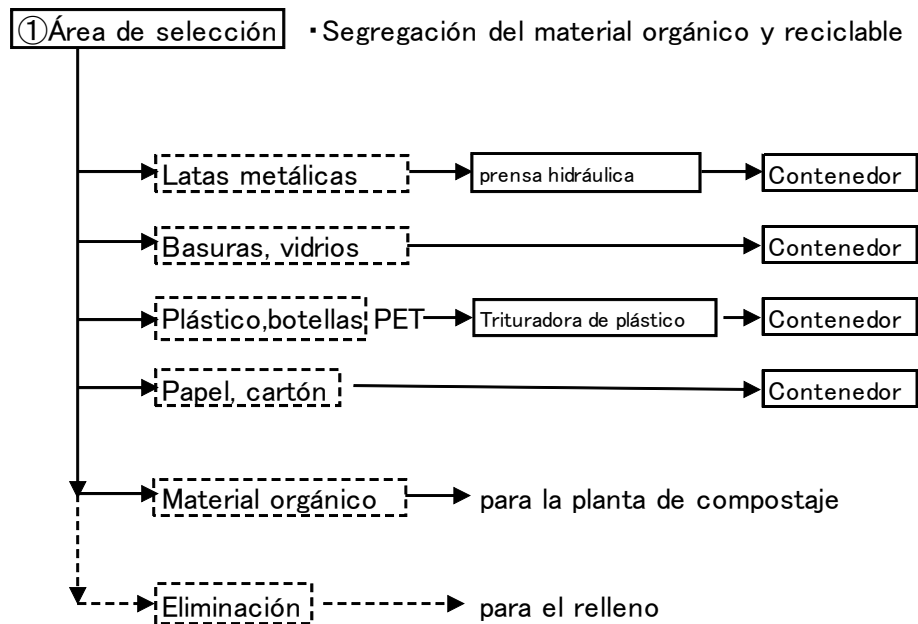 ①Área de selección ・Segregación del material orgánico y reciclable
Latas metálicas prensa hidráulica Contenedor
Basuras, vidrios Contenedor
Plástico,botellas PET Trituradora de plástico Contenedor
Papel, cartón Contenedor
Material orgánico para la planta de compostaje
Eliminación para el relleno